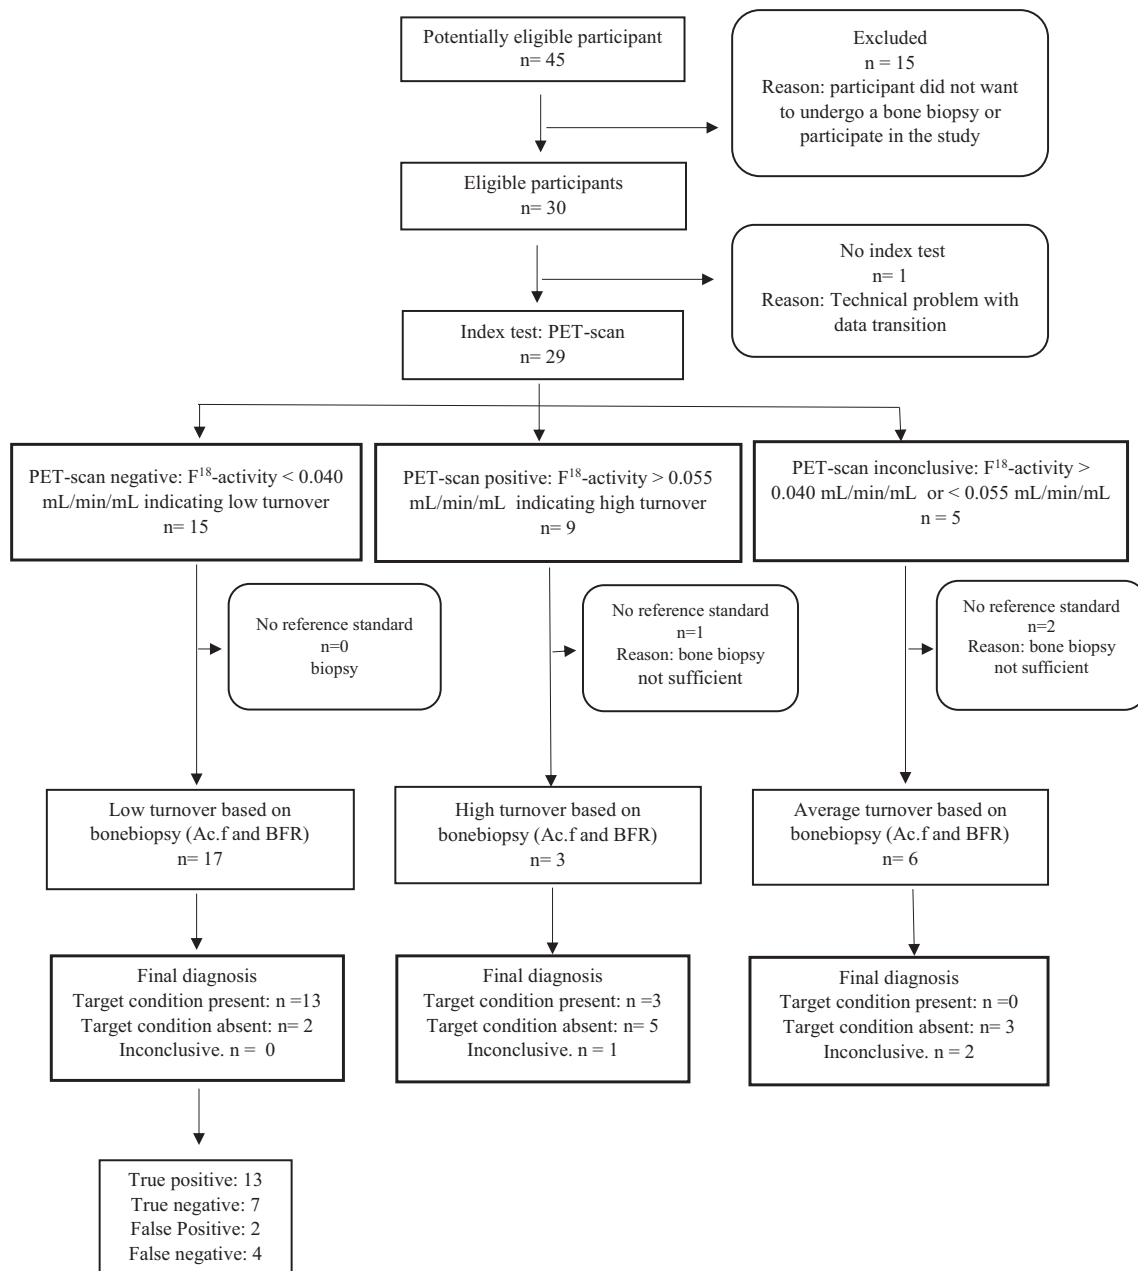 Potentially eligible participant
n= 45
Excluded
n = 15
Reason: participant did not want
to undergo a bone biopsy or
participate in the study
Eligible participants
n= 30
No index test
n= 1
Reason: Technical problem with
data transition
Index test: PET-scan
n= 29
PET-scan negative: F¹⁸-activity < 0.040
mL/min/mL indicating low turnover
n= 15
PET-scan positive: F¹⁸-activity > 0.055
mL/min/mL indicating high turnover
n= 9
PET-scan inconclusive: F¹⁸-activity >
0.040 mL/min/mL or < 0.055 mL/min/mL
n = 5
No reference standard
n=0
biopsy
No reference standard
n=1
Reason: bone biopsy
not sufficient
No reference standard
n=2
Reason: bone biopsy
not sufficient
Low turnover based on
bonebiopsy (Ac.f and BFR)
n= 17
High turnover based on
bonebiopsy (Ac.f and BFR)
n= 3
Average turnover based on
bonebiopsy (Ac.f and BFR)
n= 6
Final diagnosis
Target condition present: n =13
Target condition absent: n= 2
Inconclusive. n = 0
Final diagnosis
Target condition present: n =3
Target condition absent: n= 5
Inconclusive. n = 1
Final diagnosis
Target condition present: n =0
Target condition absent: n= 3
Inconclusive. n = 2
True positive: 13
True negative: 7
False Positive: 2
False negative: 4